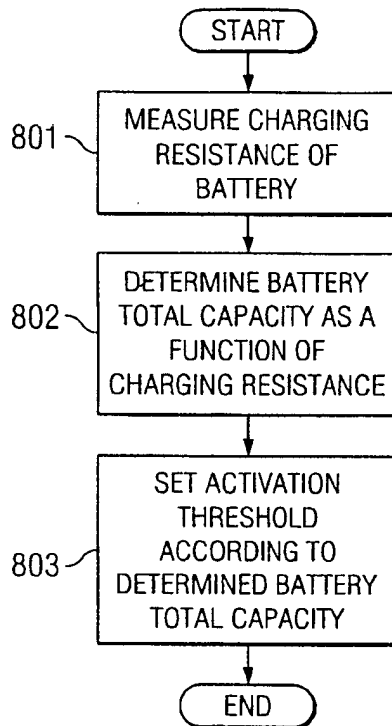 START
801
MEASURE CHARGING
RESISTANCE OF
BATTERY
802
DETERMINE BATTERY
TOTAL CAPACITY AS A
FUNCTION OF
CHARGING RESISTANCE
803
SET ACTIVATION
THRESHOLD
ACCORDING TO
DETERMINED BATTERY
TOTAL CAPACITY
END